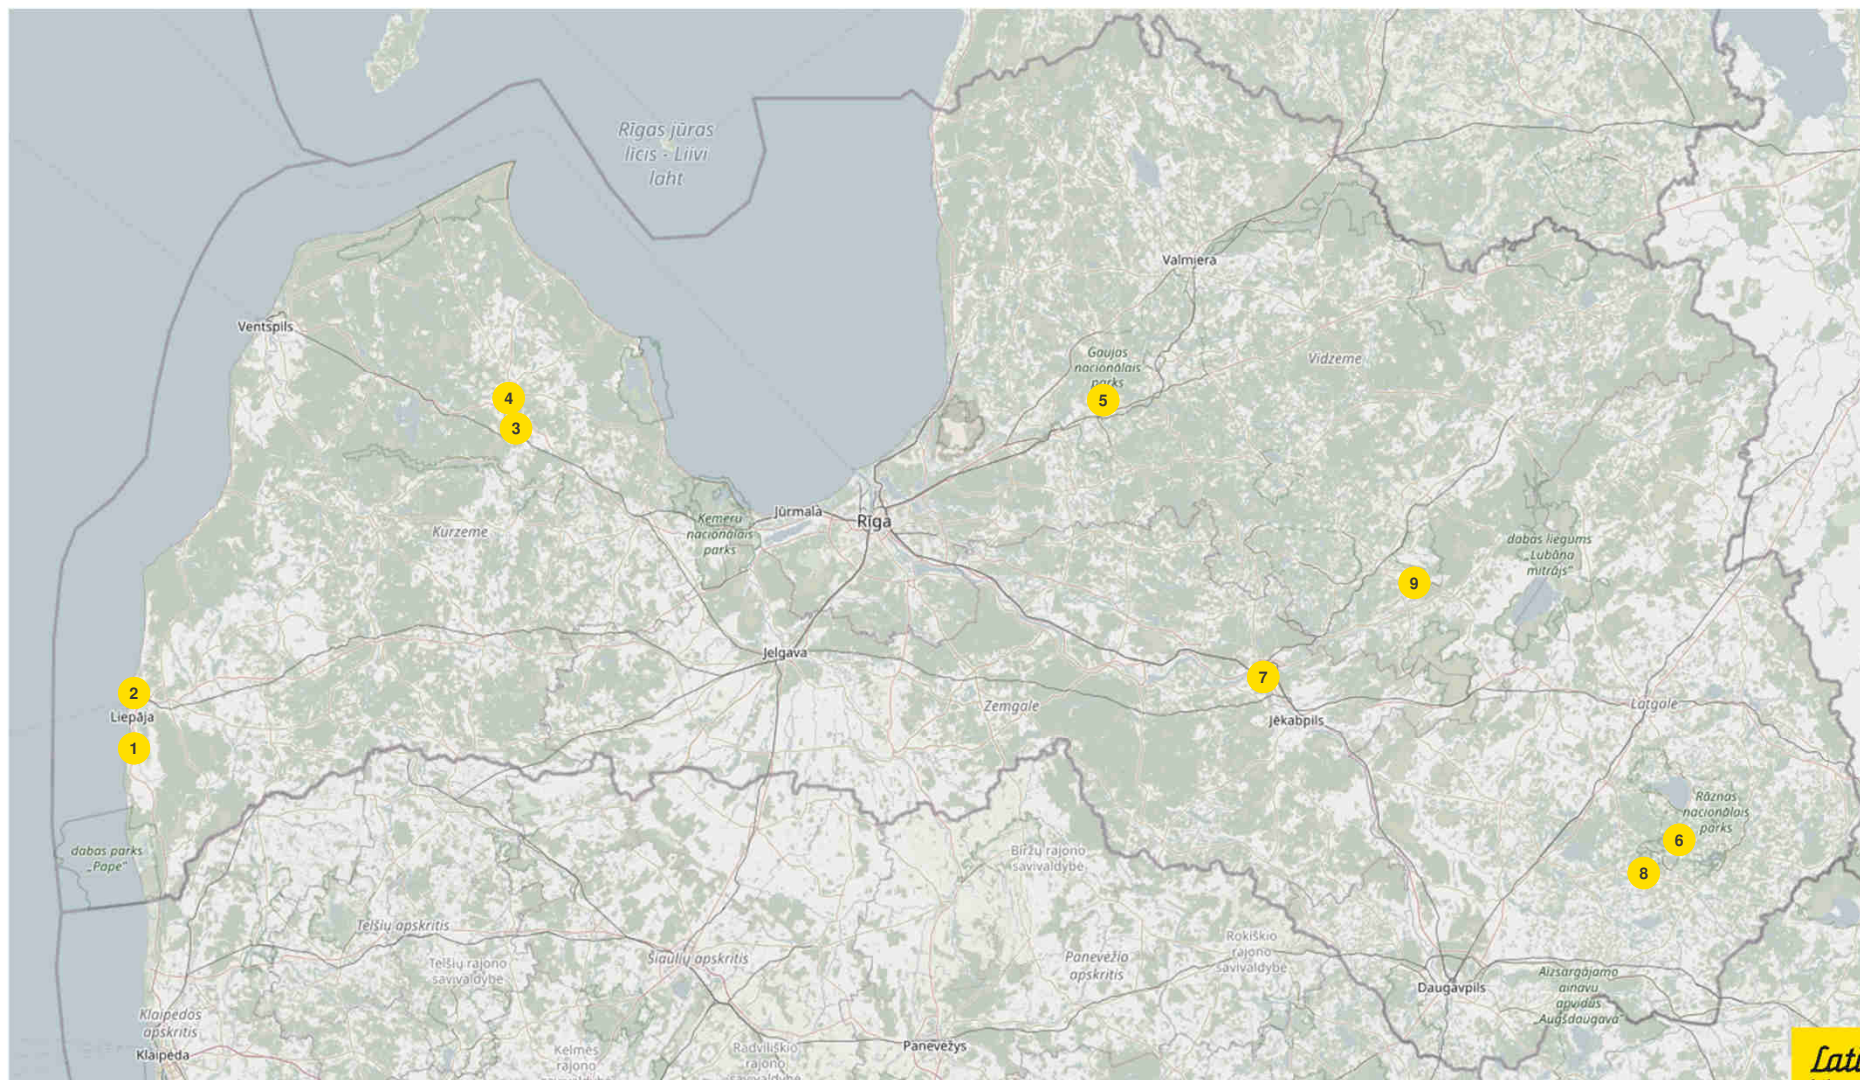 Rīgas jūras
līcis - Liivi
laht
Valmiera
Ventspils
Gaujas
nacionālais
parks
Vidzeme
4
5
3
Jūrmala
Rīga
Ķemeru
nacionālais
parks
Kurzeme
dabas liegums
„Lubāna
mitrājs"
9
Jelgava
7
2
Liepāja
Zemgale
Latgale
Jēkabpils
1
Rāznas
nacionālais
parks
6
dabas parks
„Pape"
Biržų rajono
savivaldybė
8
Telšių apskritis
Rokiškio
rajono
savivaldybė
Šiaulių apskritis
Panevėžio
apskritis
Telšių rajono
savivaldybė
Aizsargājamo
ainavu
apvidus
„Augšdaugava"
Daugavpils
Klaipėdos
apskritis
Klaipėda
Panevėžys
Kelmės
rajono
Radviliškio
rajono